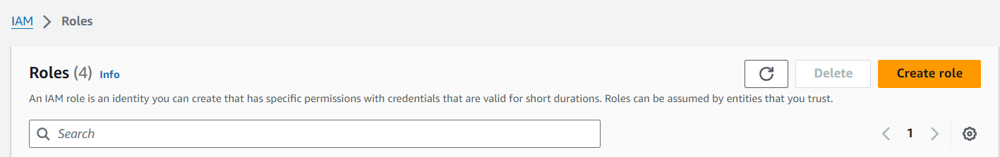 IAM > Roles
Roles (4) Info
Delete
Create role
An IAM role is an identity you can create that has specific permissions with credentials that are valid for short durations. Roles can be assumed by entities that you trust.
Search
1